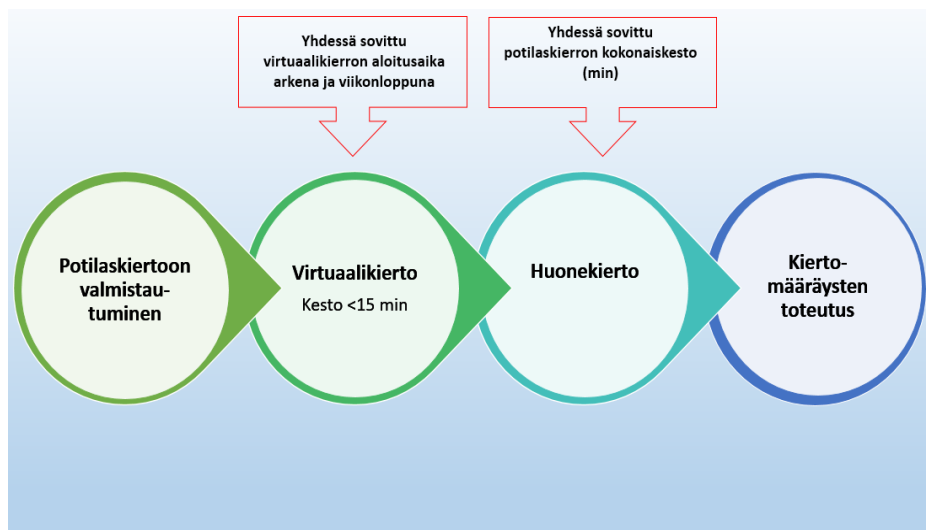 Yhdessä sovittu
virtuaalikierron aloitusaika
arkena ja viikonloppuna
Yhdessä sovittu
potilaskierron kokonaiskesto
(min)
Potilaskiertoon
valmistau-
tuminen
Virtuaalikierto
Kesto <15 min
Huonekierto
Kierto-
määräysten
toteutus